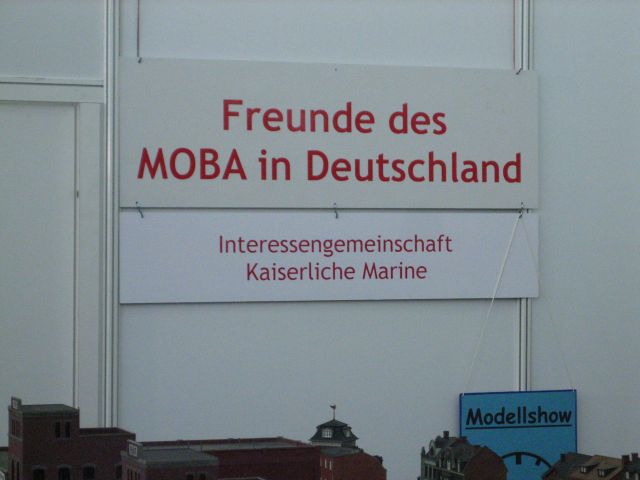 Freunde des
MOBA in Deutschland
Interessengemeinschaft
Kaiserliche Marine
Modellshow